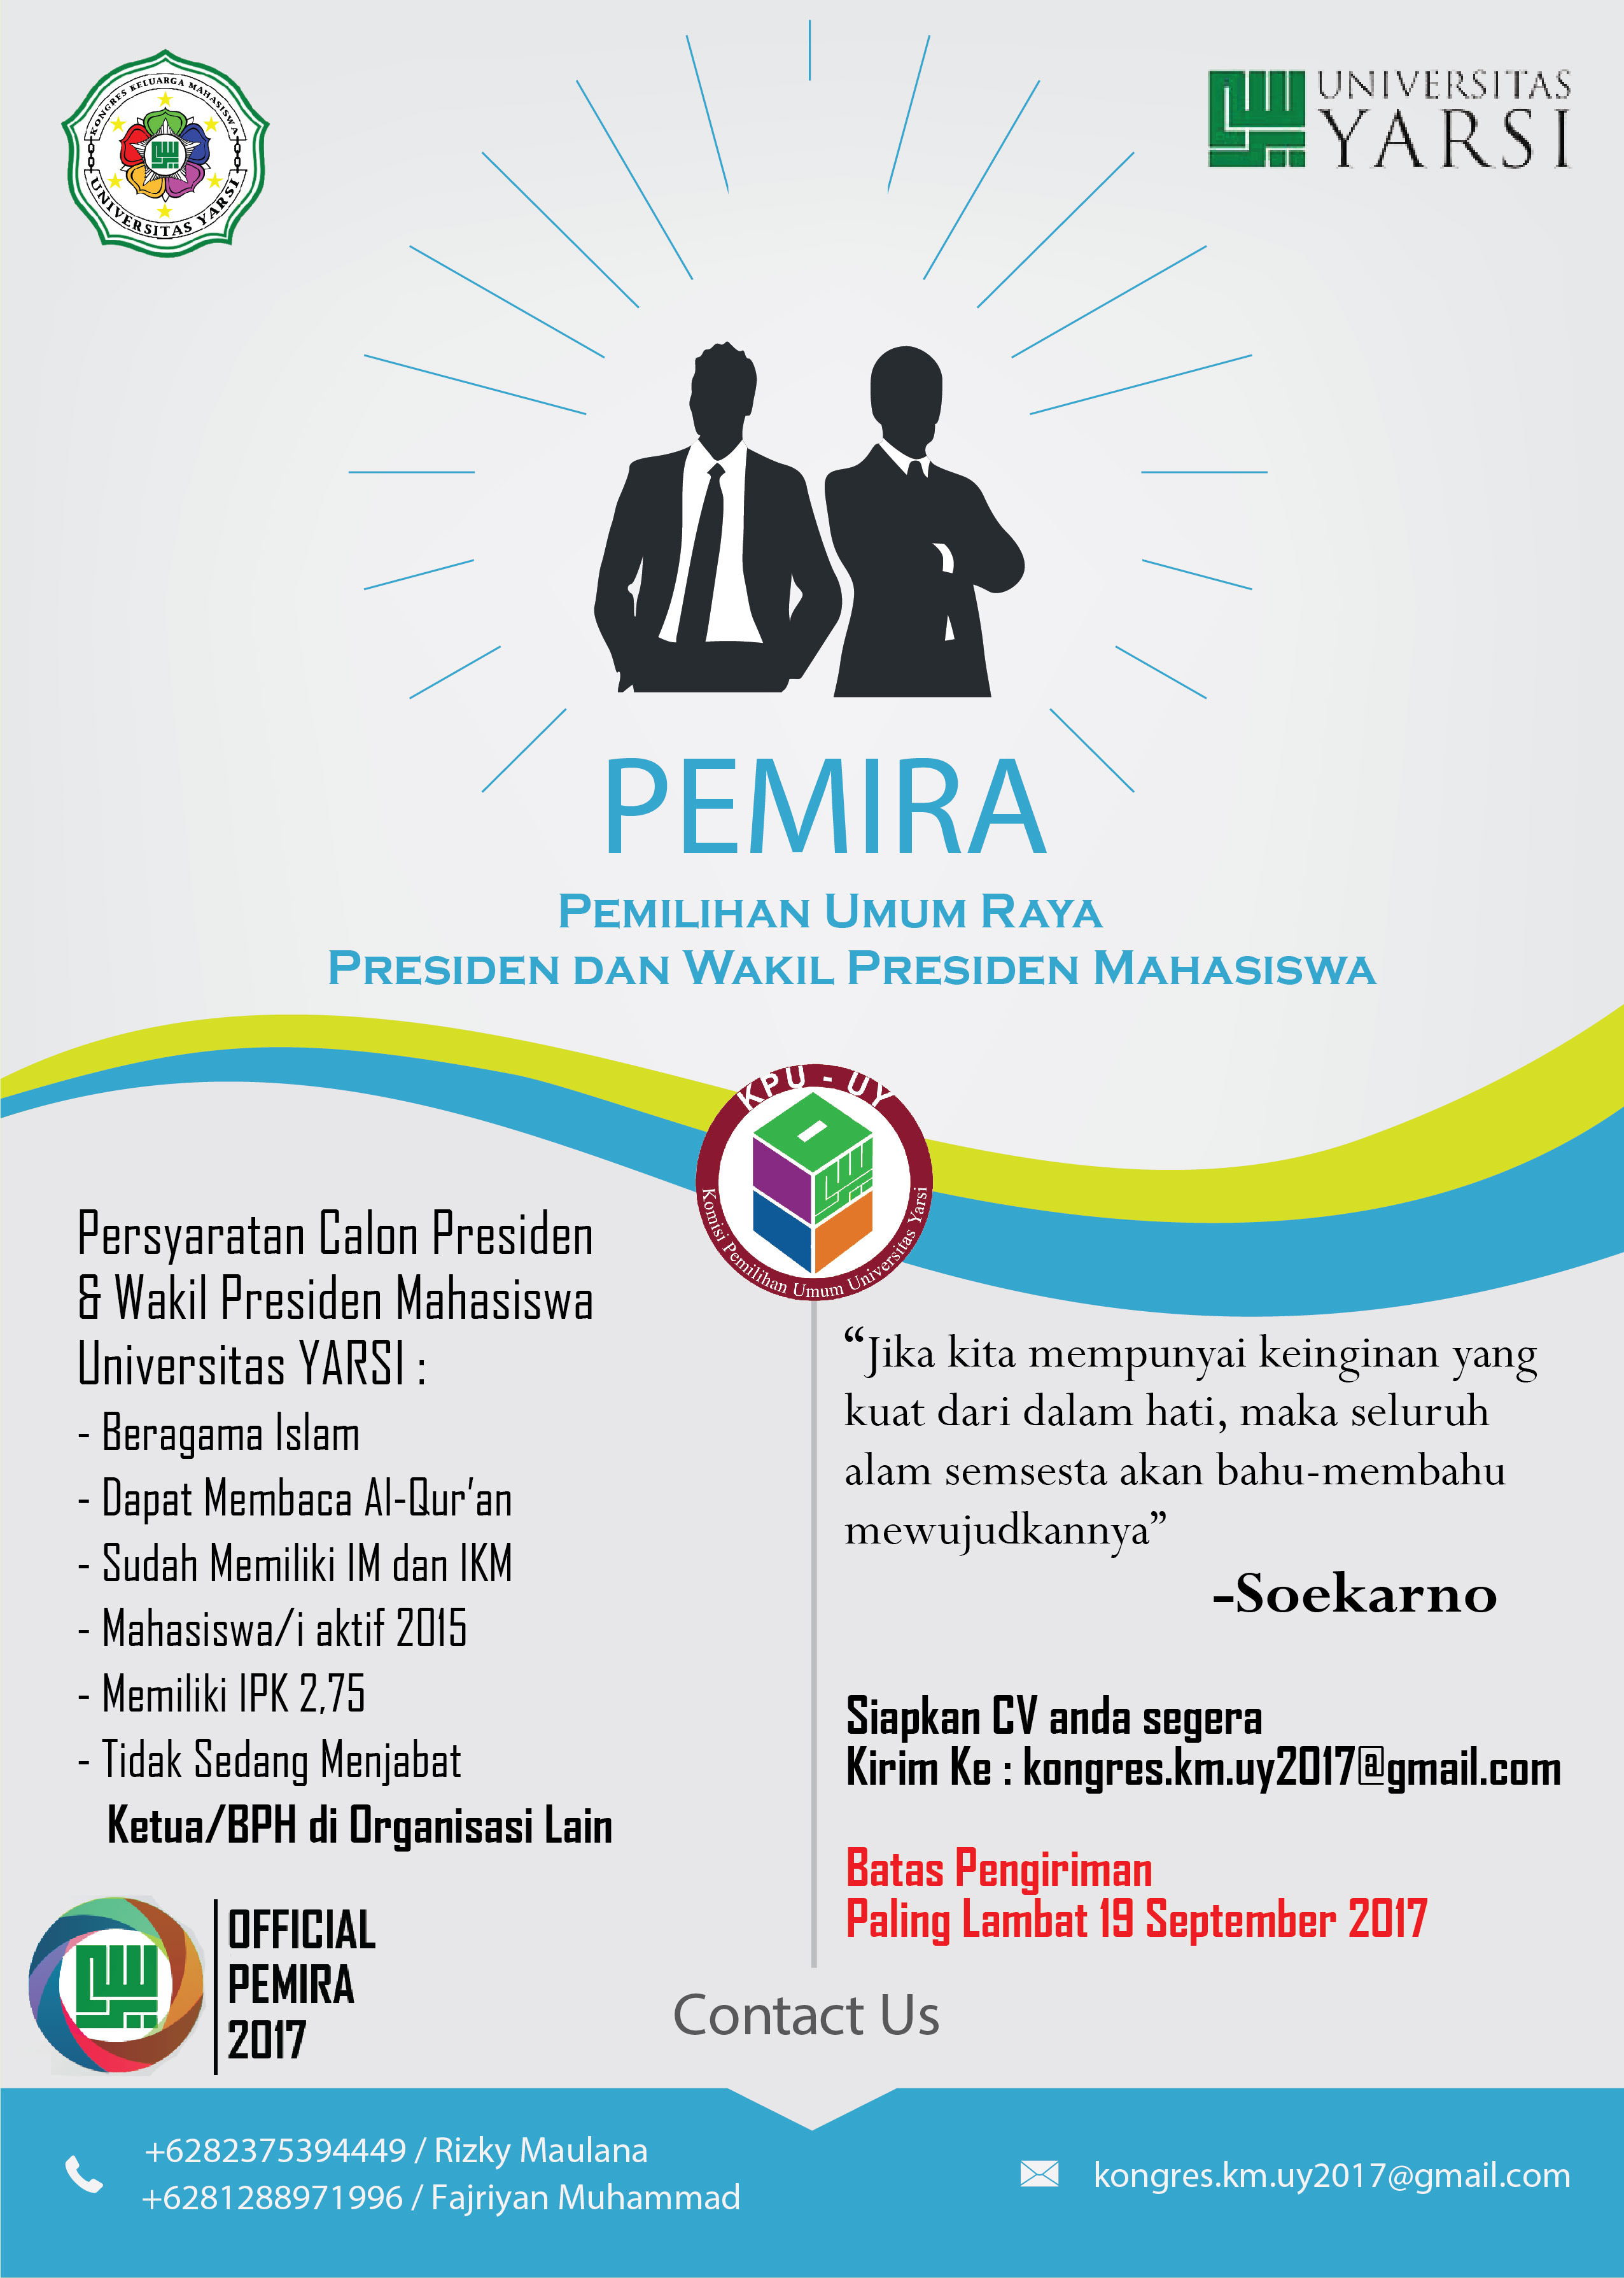 KONGRES KELUARGA MAHASISWA
UNIVERSITAS YARSI
UNIVERSITAS
YARSI
PEMIRA
PEMILIHAN UMUM RAYA
PRESIDEN DAN WAKIL PRESIDEN MAHASISWA
KPU - UY
Komisi Pemilihan Umum Universitas Yarsi
Persyaratan Calon Presiden
& Wakil Presiden Mahasiswa
Universitas YARSI :
- Beragama Islam
- Dapat Membaca Al-Qur’an
- Sudah Memiliki IM dan IKM
- Mahasiswa/i aktif 2015
- Memiliki IPK 2,75
- Tidak Sedang Menjabat
Ketua/BPH di Organisasi Lain
“Jika kita mempunyai keinginan yang
kuat dari dalam hati, maka seluruh
alam semsesta akan bahu-membahu
mewujudkannya”
-Soekarno
Siapkan CV anda segera
Kirim Ke : kongres.km.uy2017@gmail.com
Batas Pengiriman
Paling Lambat 19 September 2017
OFFICIAL
PEMIRA
2017
Contact Us
+6282375394449 / Rizky Maulana
+6281288971996 / Fajriyan Muhammad
kongres.km.uy2017@gmail.com